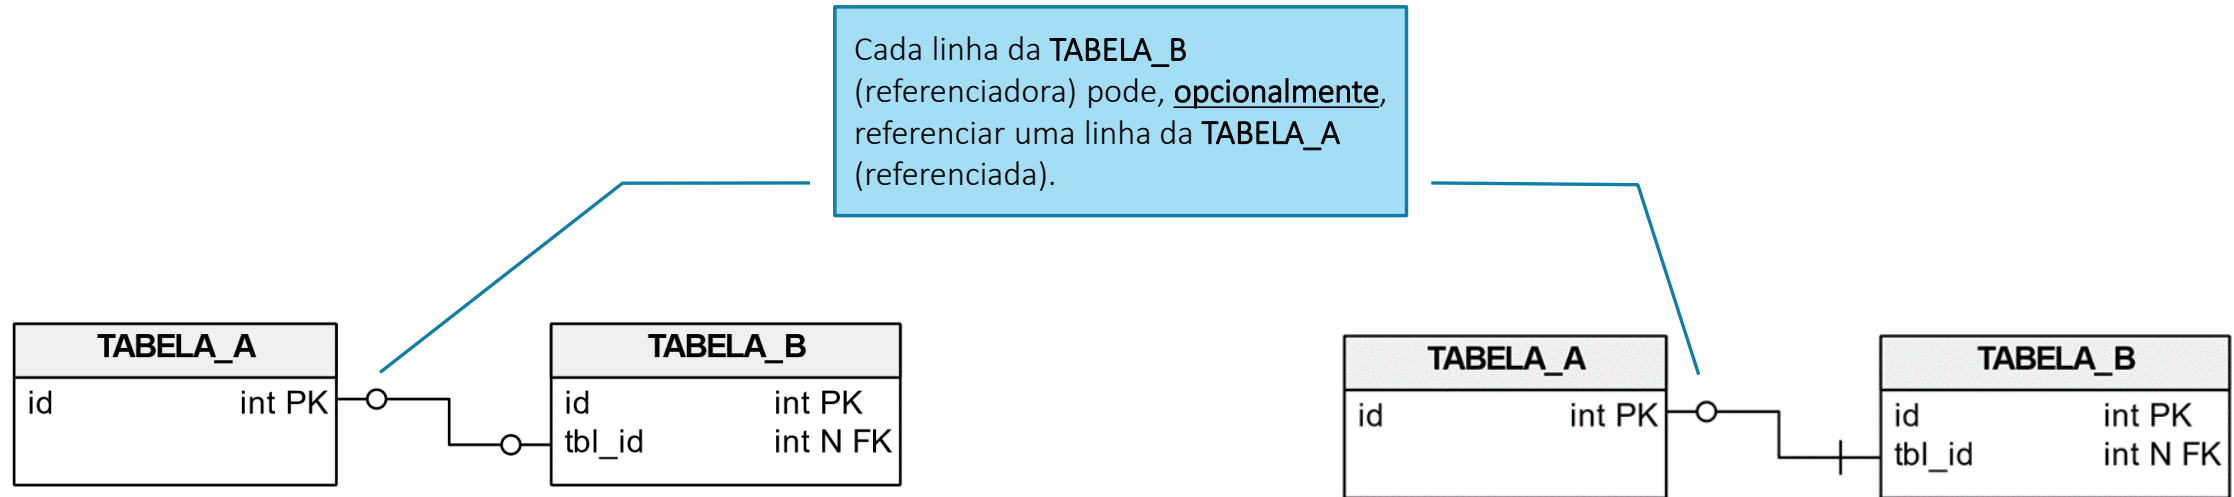 Cada linha da TABELA_B
(referenciadora) pode, opcionalmente,
referenciar uma linha da TABELA_A
(referenciada).
TABELA_A
id int PK
TABELA_B
id int PK
tbl_id int N FK
TABELA_A
id int PK
TABELA_B
id int PK
tbl_id int N FK